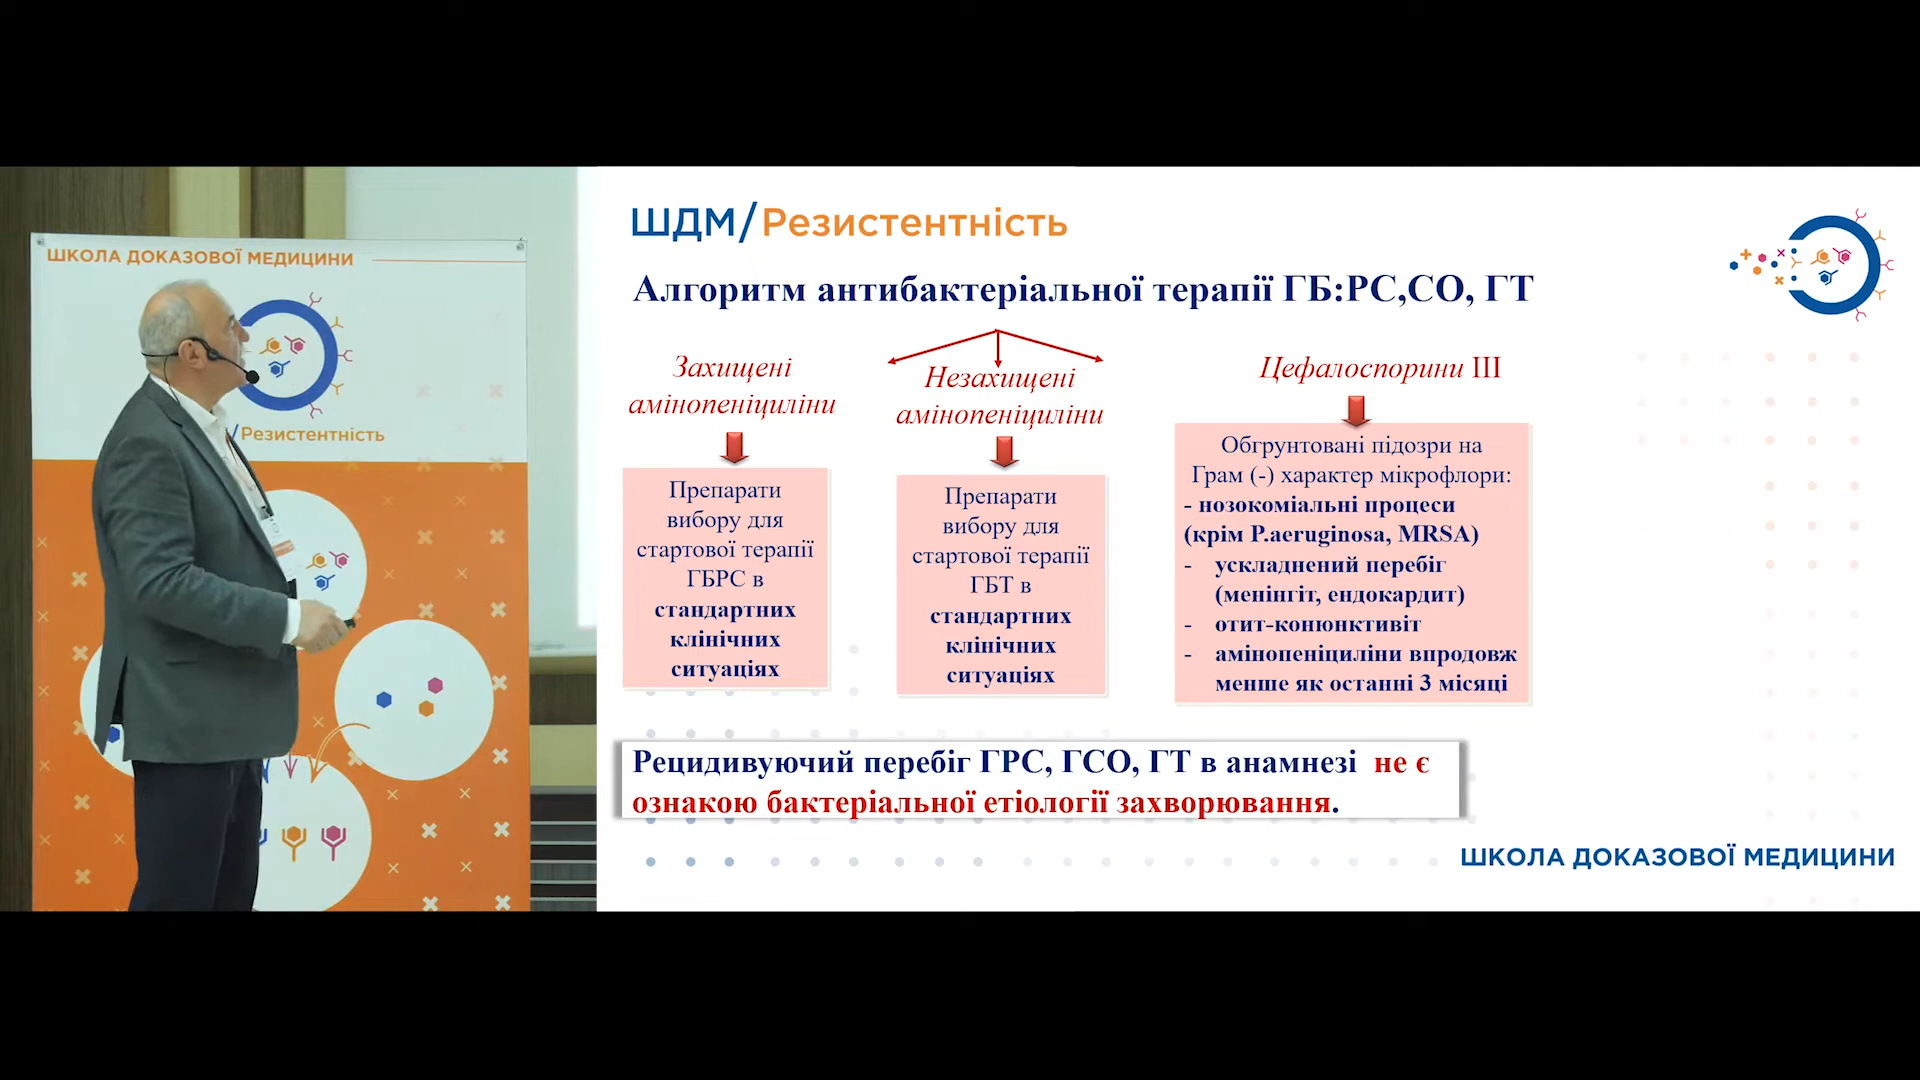 ШКОЛА ДОКАЗОВОЇ МЕДИЦИНИ
/Резистентність
ШДМ/Резистентність
Алгоритм антибактеріальної терапії ГБ:РС,СО, ГТ
Захищені
амінопеніциліни
Препарати
вибору для
стартової терапії
ГБРС в
стандартних
клінічних
ситуаціях
Незахищені
амінопеніциліни
Препарати
вибору для
стартової терапії
ГБТ в
стандартних
клінічних
ситуаціях
Цефалоспорини ІІІ
Обгрунтовані підозри на
Грам (-) характер мікрофлори:
- нозокоміальні процеси
(крім P.aeruginosa, MRSA)
- ускладнений перебіг
(менінгіт, ендокардит)
- отит-конюнктивіт
- амінопеніциліни впродовж
менше як останні 3 місяці
Рецидивуючий перебіг ГРС, ГСО, ГТ в анамнезі не є
ознакою бактеріальної етіології захворювання.
ШКОЛА ДОКАЗОВОЇ МЕДИЦИНИ